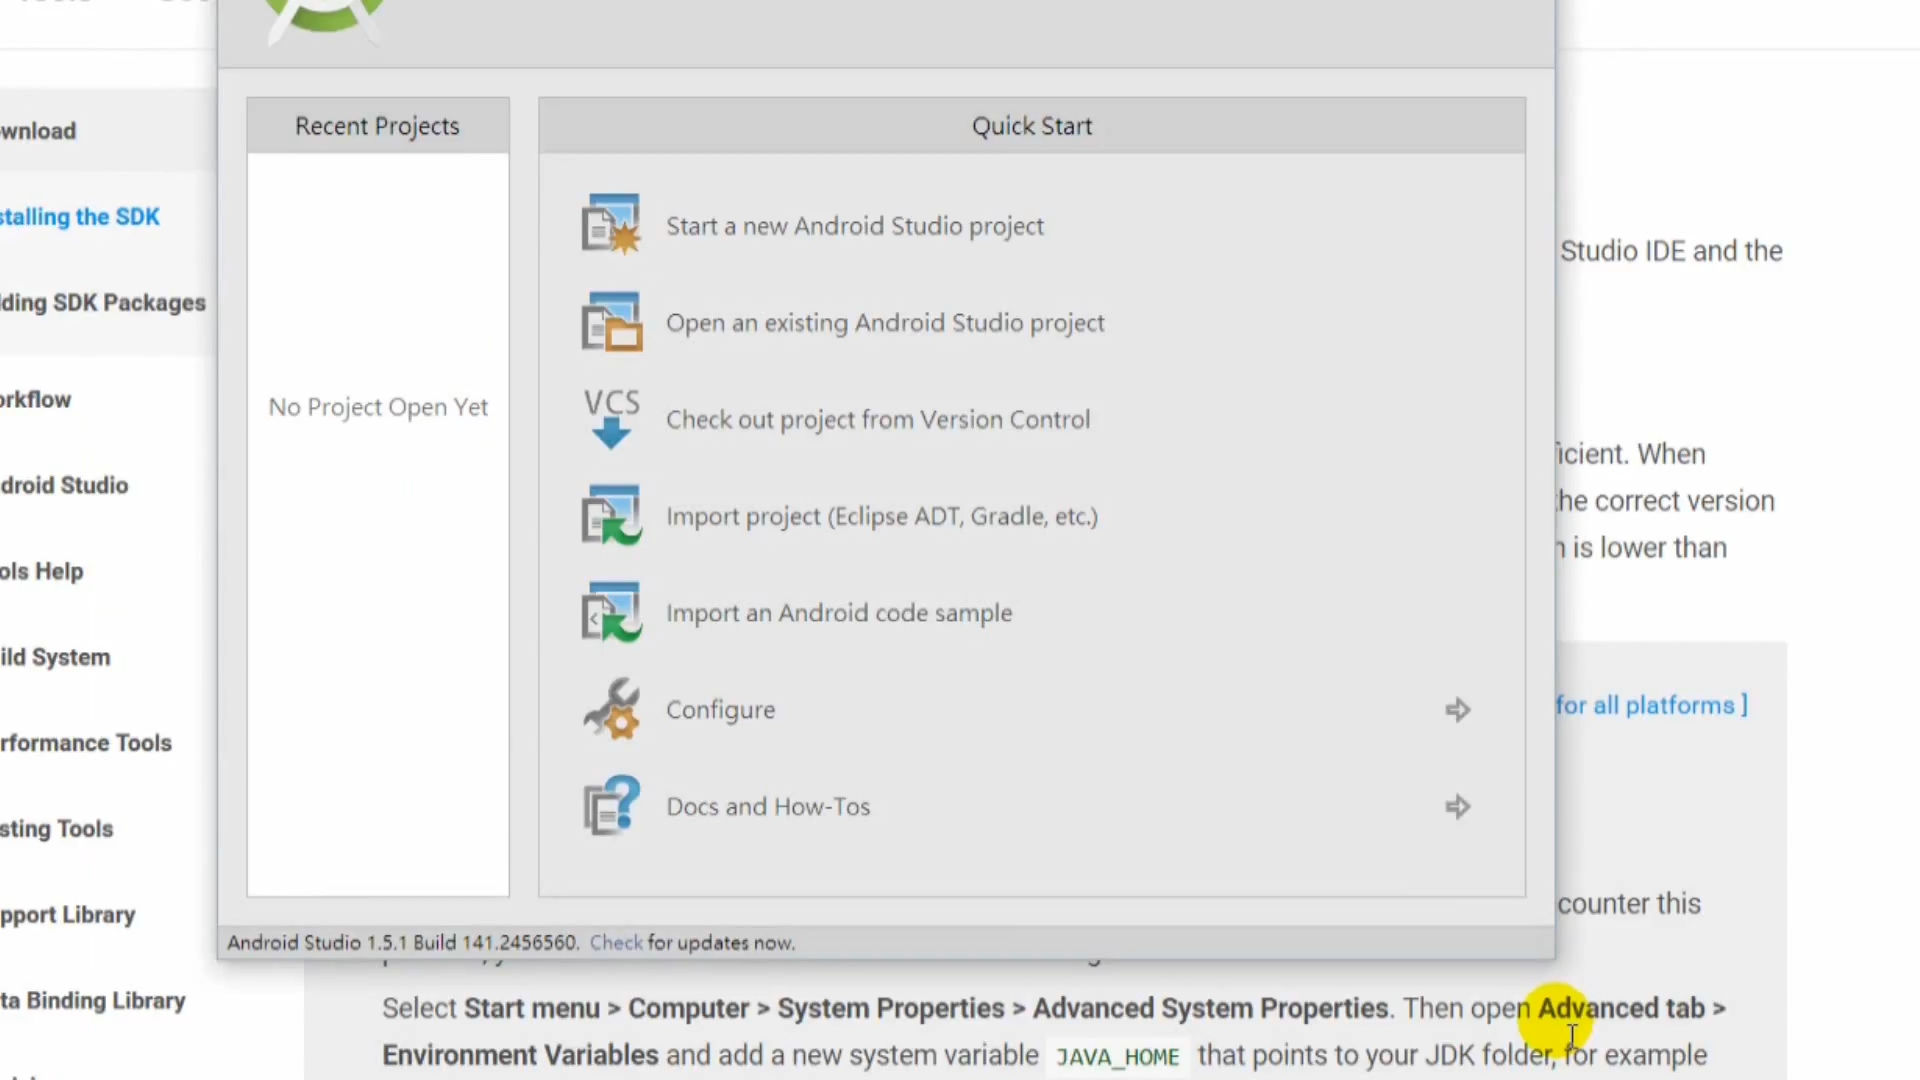 wnload
stalling the SDK
ding SDK Packages
orkflow
droid Studio
ols Help
ild System
rformance Tools
sting Tools
pport Library
ta Binding Library
Recent Projects
No Project Open Yet
Quick Start
Start a new Android Studio project
Open an existing Android Studio project
VCS
Check out project from Version Control
Import project (Eclipse ADT, Gradle, etc.)
Import an Android code sample
Configure
Docs and How-Tos
Android Studio 1.5.1 Build 141.2456560. Check for updates now.
Studio IDE and the
icient. When
he correct version
is lower than
for all platforms ]
counter this
Select Start menu > Computer > System Properties > Advanced System Properties. Then open Advanced tab >
Environment Variables and add a new system variable JAVA_HOME that points to your JDK folder, for example